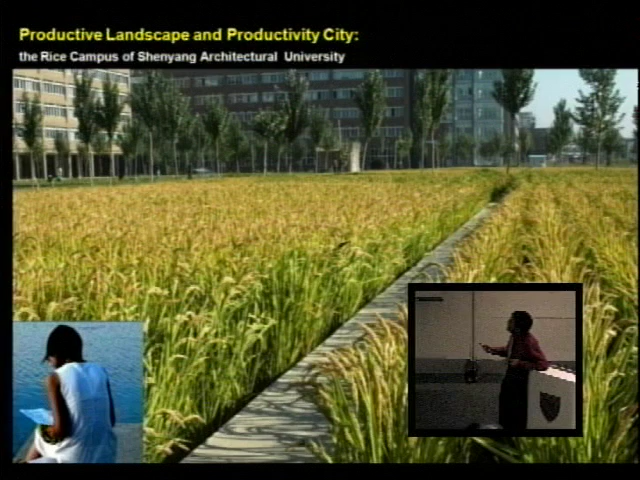 Productive Landscape and Productivity City:
the Rice Campus of Shenyang Architectural University